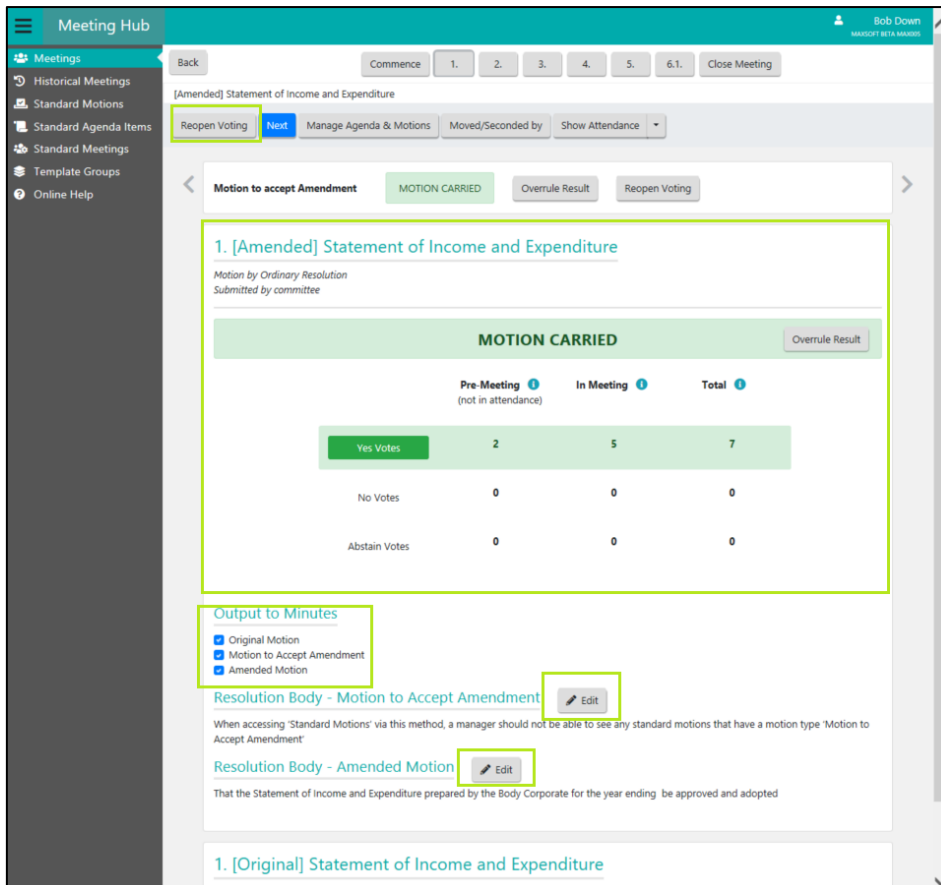 Meeting Hub
Bob Down
MAXSOFT BETA MAXX005
Meetings
Historical Meetings
Standard Motions
Standard Agenda Items
Standard Meetings
Template Groups
Online Help
Back
Commence 1. 2. 3. 4. 5. 6.1. Close Meeting
[Amended] Statement of Income and Expenditure
Reopen Voting Next Manage Agenda & Motions Moved/Seconded by Show Attendance
Motion to accept Amendment MOTION CARRIED Overrule Result Reopen Voting
1. [Amended] Statement of Income and Expenditure
Motion by Ordinary Resolution
Submitted by committee
MOTION CARRIED Overrule Result
Pre-Meeting In Meeting Total
(not in attendance)
Yes Votes 2 5 7
No Votes 0 0 0
Abstain Votes 0 0 0
Output to Minutes
Original Motion
Motion to Accept Amendment
Amended Motion
Resolution Body - Motion to Accept Amendment Edit
When accessing 'Standard Motions' via this method, a manager should not be able to see any standard motions that have a motion type 'Motion to
Accept Amendment'
Resolution Body - Amended Motion Edit
That the Statement of Income and Expenditure prepared by the Body Corporate for the year ending be approved and adopted
1. [Original] Statement of Income and Expenditure